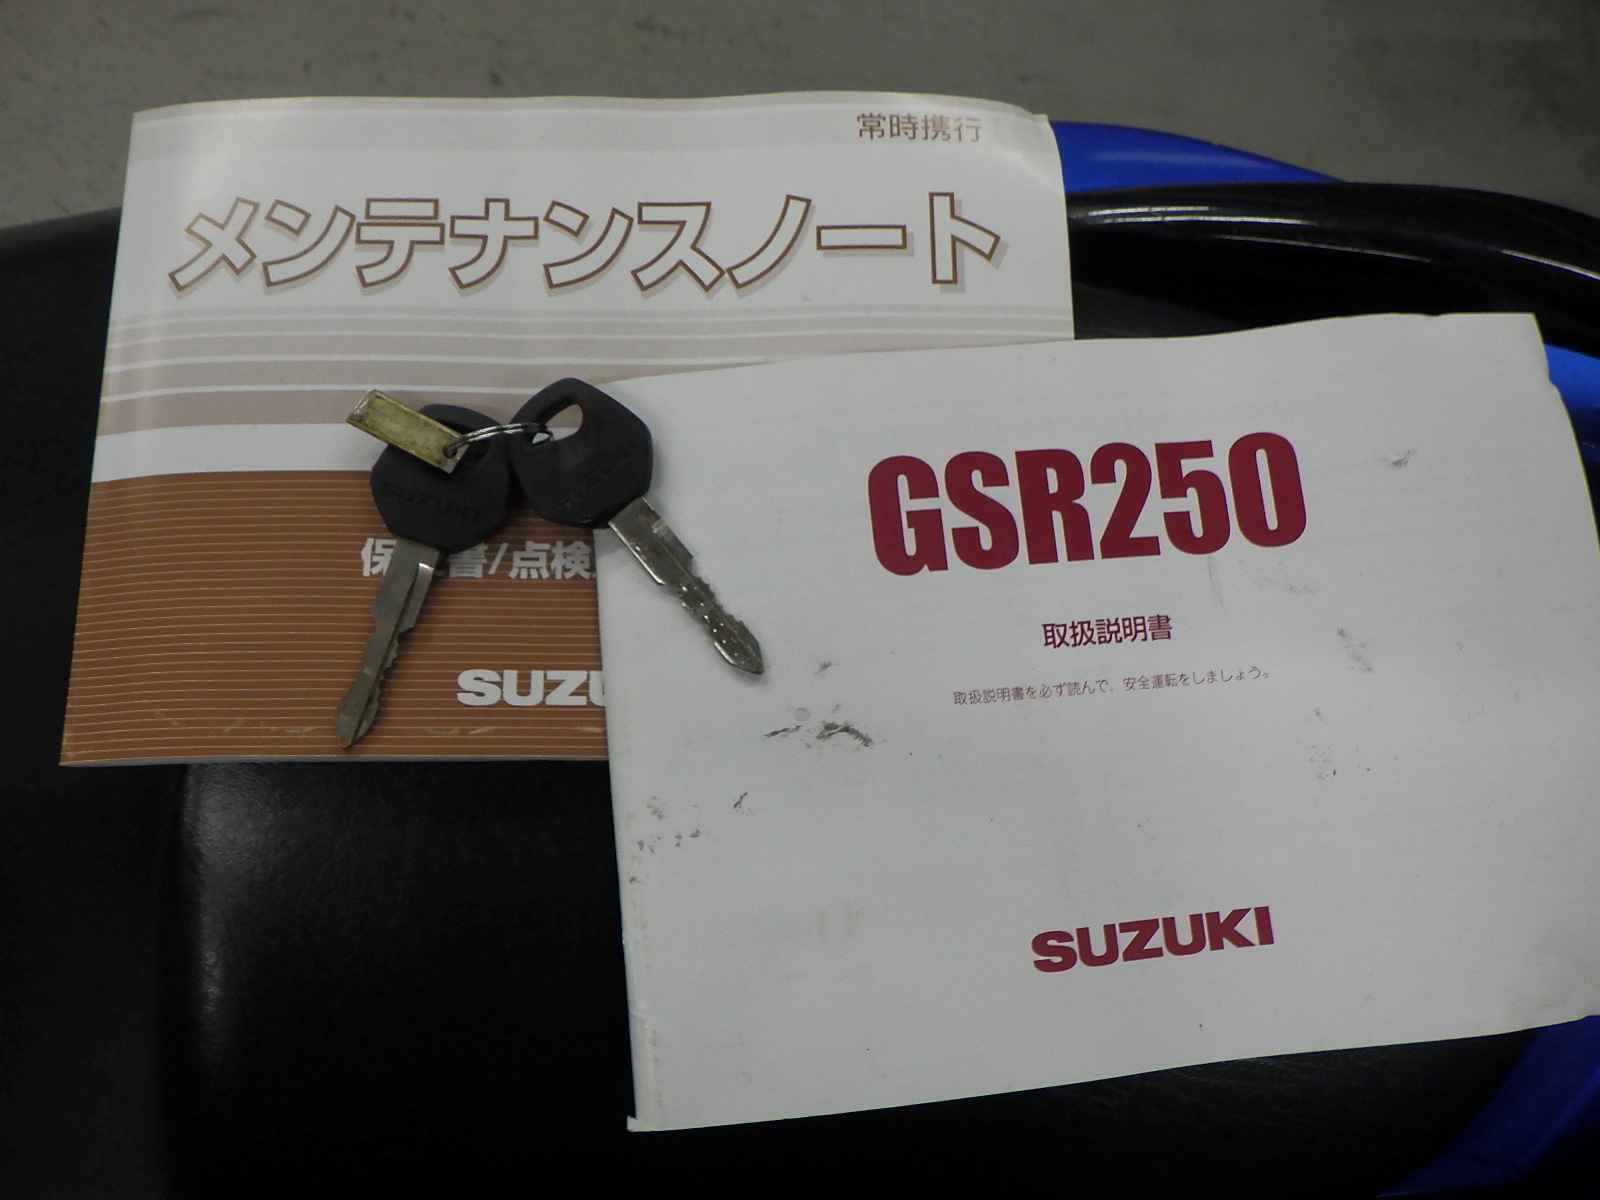 常時携行
メンテナンスノート
書/点検
SUZU
GSR250
取扱説明書
取扱説明書を必ず読んで、安全運転をしましょう。
SUZUKI
SUZUKI